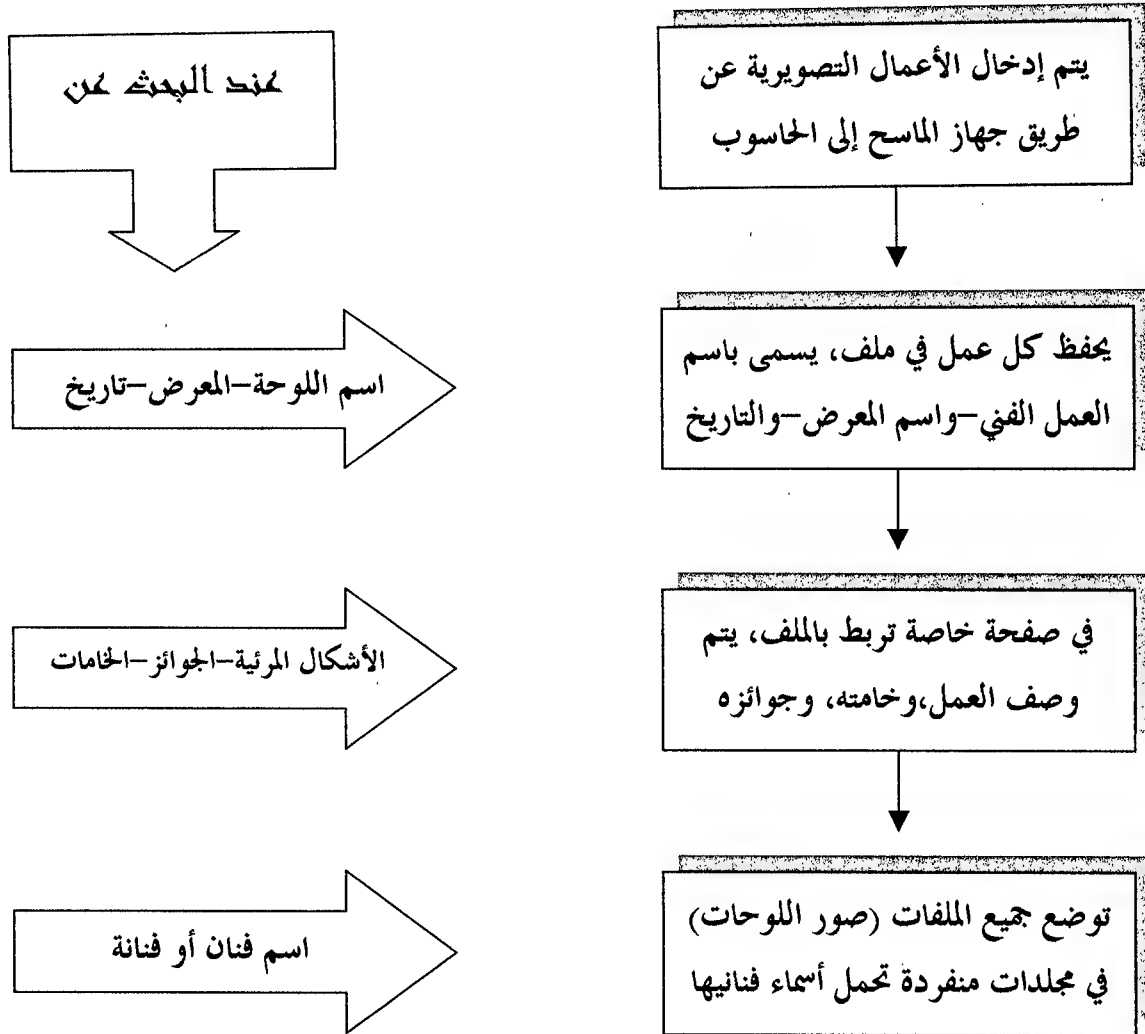 يتم إدخال الأعمال التصويرية عن
طريق جهاز الماسح إلى الحاسوب
عند البحث عن
يحفظ كل عمل في ملف، يسمى باسم
العمل الفني–واسم المعرض–والتاريخ
اسم اللوحة–المعرض–تاريخ
في صفحة خاصة تربط بالملف، يتم
وصف العمل،وخامته، وجوائزه
الأشكال المرئية–الجوائز–الخامات
توضع جميع الملفات (صور اللوحات)
في مجلدات منفردة تحمل أسماء فنانيها
اسم فنان أو فنانة